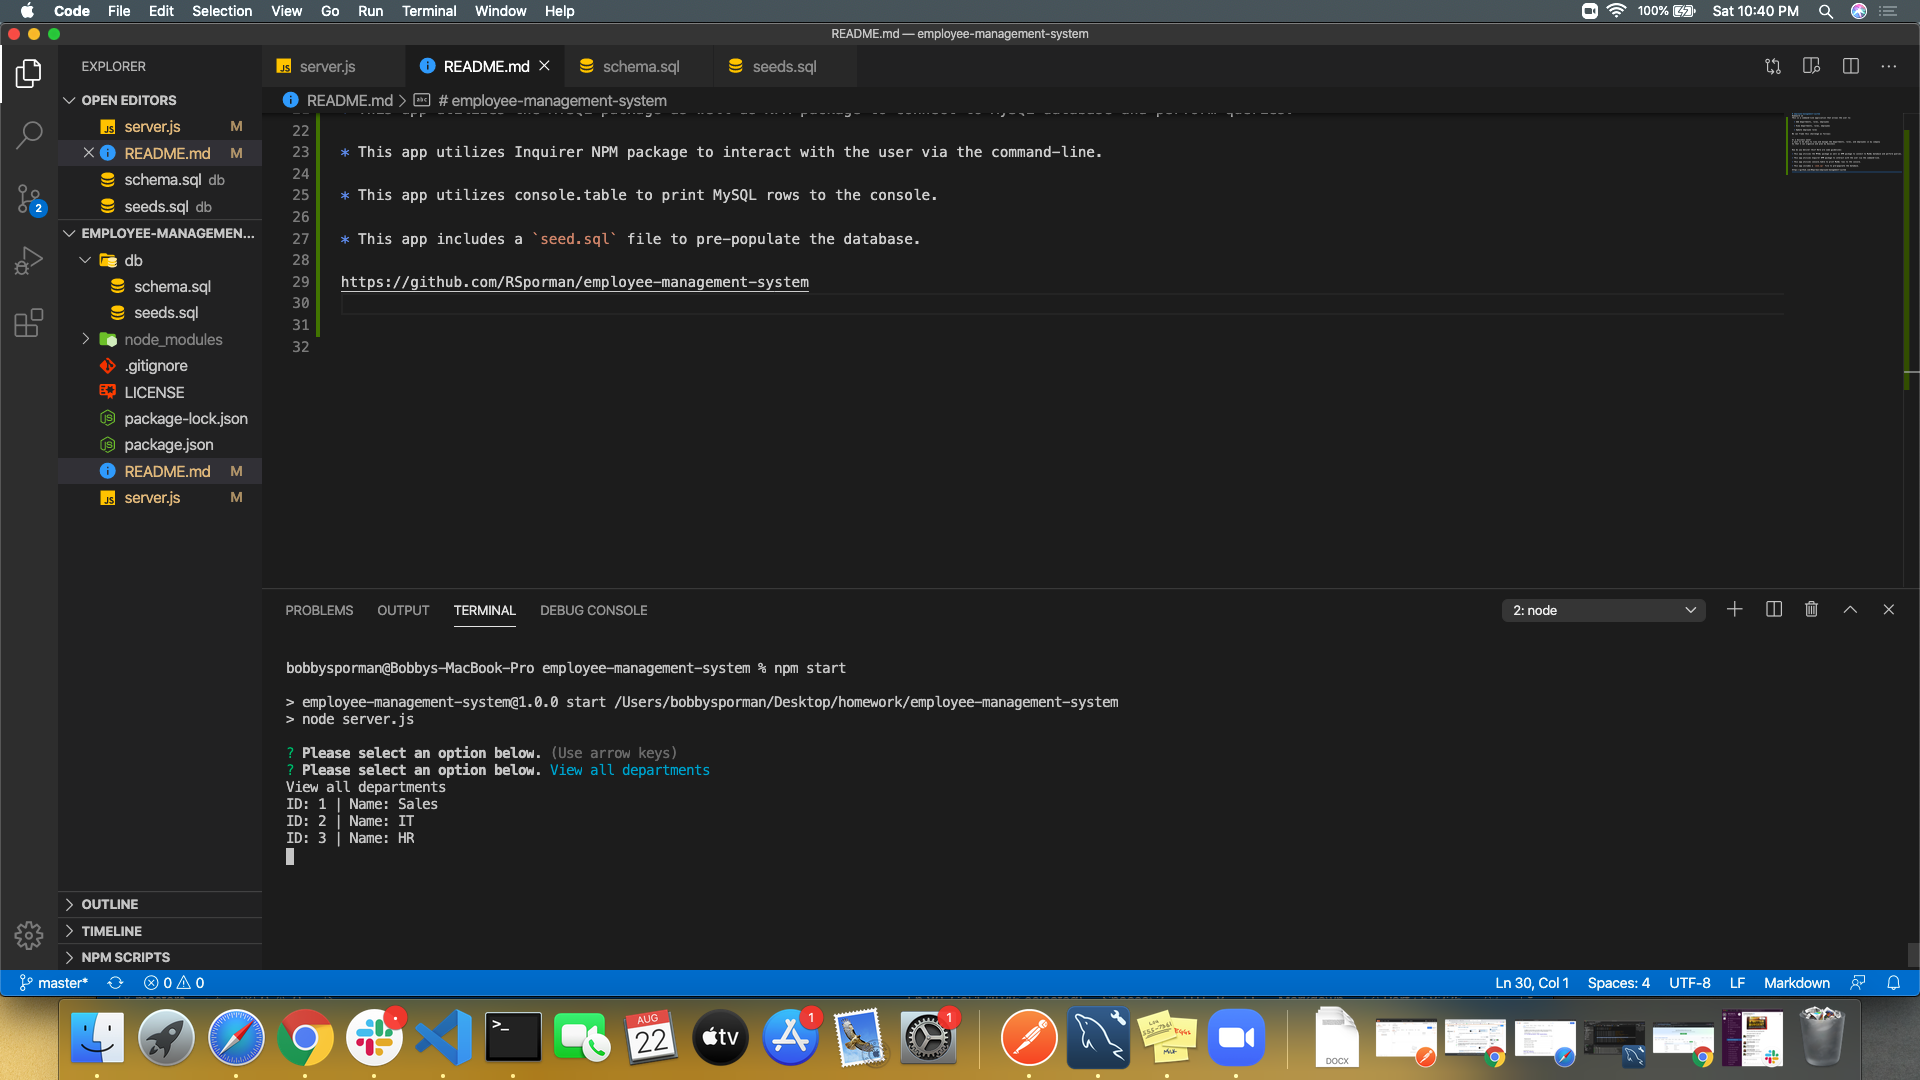 Code File Edit Selection View Go Run Terminal Window Help 100% Sat 10:40 PM
README.md — employee-management-system
EXPLORER
server.js README.md schema.sql seeds.sql
OPEN EDITORS
README.md > # employee-management-system
server.js M
README.md M
schema.sql db
seeds.sql db
EMPLOYEE-MANAGEMEN...
db
schema.sql
seeds.sql
node_modules
.gitignore
LICENSE
package-lock.json
package.json
README.md M
server.js M
OUTLINE
TIMELINE
NPM SCRIPTS
2
22
23 * This app utilizes Inquirer NPM package to interact with the user via the command-line.
24
25 * This app utilizes console.table to print MySQL rows to the console.
26
27 * This app includes a `seed.sql` file to pre-populate the database.
28
29 https://github.com/RSporman/employee-management-system
30
31
32
PROBLEMS OUTPUT TERMINAL DEBUG CONSOLE 2: node
bobbysporman@Bobbys-MacBook-Pro employee-management-system % npm start
> employee-management-system@1.0.0 start /Users/bobbysporman/Desktop/homework/employee-management-system
> node server.js
? Please select an option below. (Use arrow keys)
? Please select an option below. View all departments
View all departments
ID: 1 | Name: Sales
ID: 2 | Name: IT
ID: 3 | Name: HR
master* 0 0 Ln 30, Col 1 Spaces: 4 UTF-8 LF Markdown
AUG
22
tv
1
1
DOCX